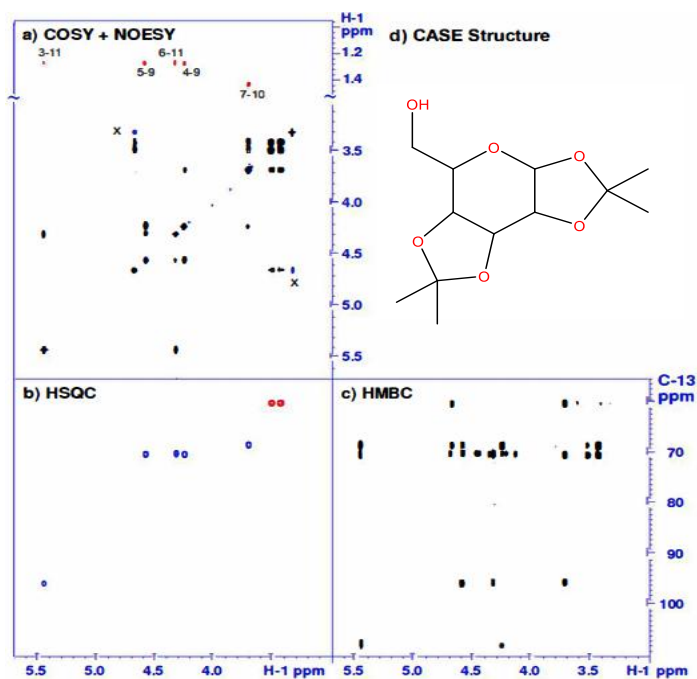 H-1
ppm
a) COSY + NOESY
d) CASE Structure
3-11
6-11
5-9
4-9
7-10
1.2
1.4
X
3.5
4.0
4.5
5.0
5.5
X
OH
O
O
O
O
O
b) HSQC
c) HMBC
C-13
ppm
70
80
90
100
5.5
5.0
4.5
4.0
H-1 ppm
5.5
5.0
4.5
4.0
3.5
H-1 ppm